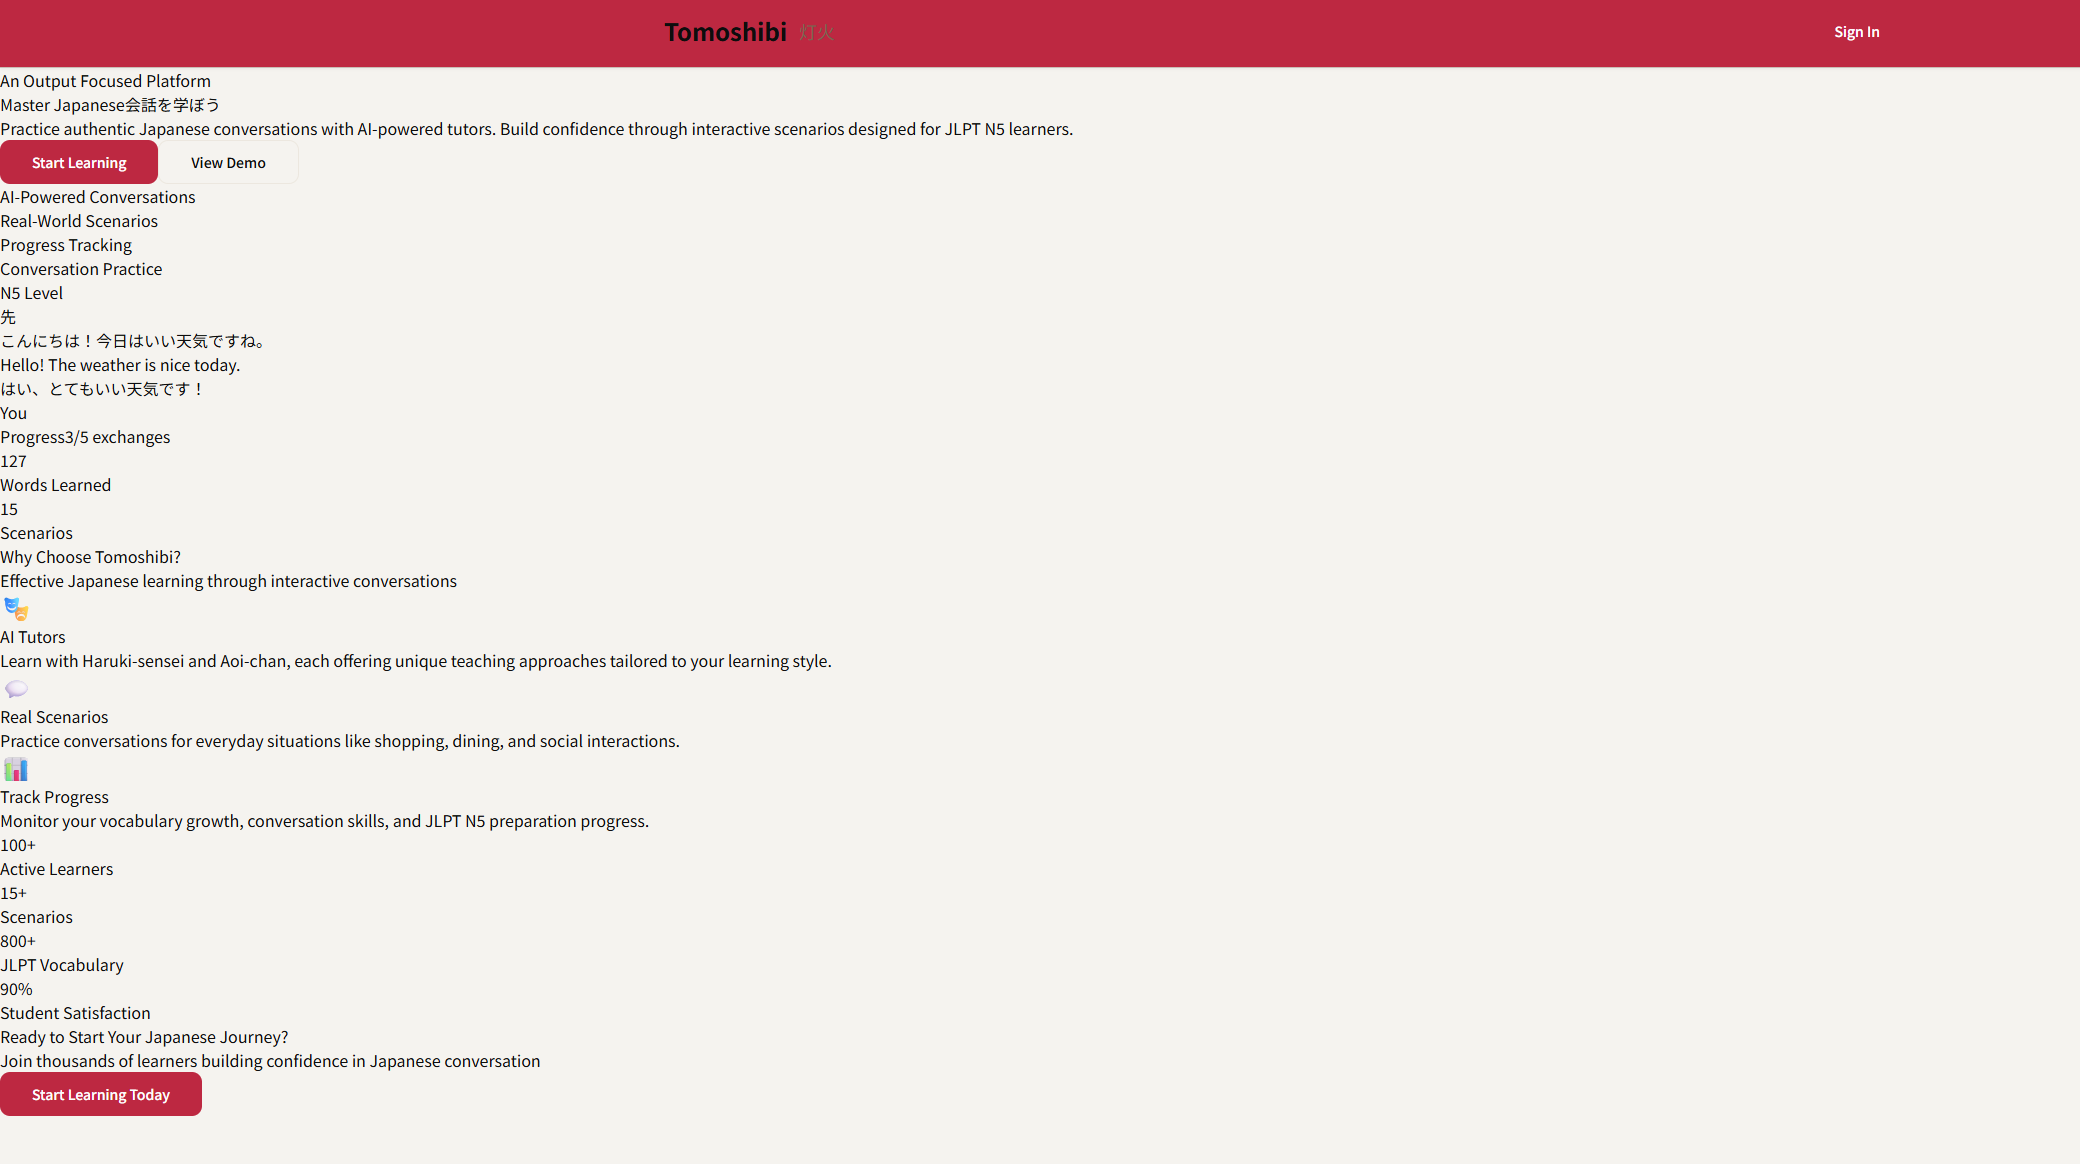 Tomoshibi 灯火
Sign In
An Output Focused Platform
Master Japanese会話を学ぼう
Practice authentic Japanese conversations with AI-powered tutors. Build confidence through interactive scenarios designed for JLPT N5 learners.
Start Learning
View Demo
AI-Powered Conversations
Real-World Scenarios
Progress Tracking
Conversation Practice
N5 Level
先
こんにちは！今日はいい天気ですね。
Hello! The weather is nice today.
はい、とてもいい天気です！
You
Progress3/5 exchanges
127
Words Learned
15
Scenarios
Why Choose Tomoshibi?
Effective Japanese learning through interactive conversations
AI Tutors
Learn with Haruki-sensei and Aoi-chan, each offering unique teaching approaches tailored to your learning style.
Real Scenarios
Practice conversations for everyday situations like shopping, dining, and social interactions.
Track Progress
Monitor your vocabulary growth, conversation skills, and JLPT N5 preparation progress.
100+
Active Learners
15+
Scenarios
800+
JLPT Vocabulary
90%
Student Satisfaction
Ready to Start Your Japanese Journey?
Join thousands of learners building confidence in Japanese conversation
Start Learning Today